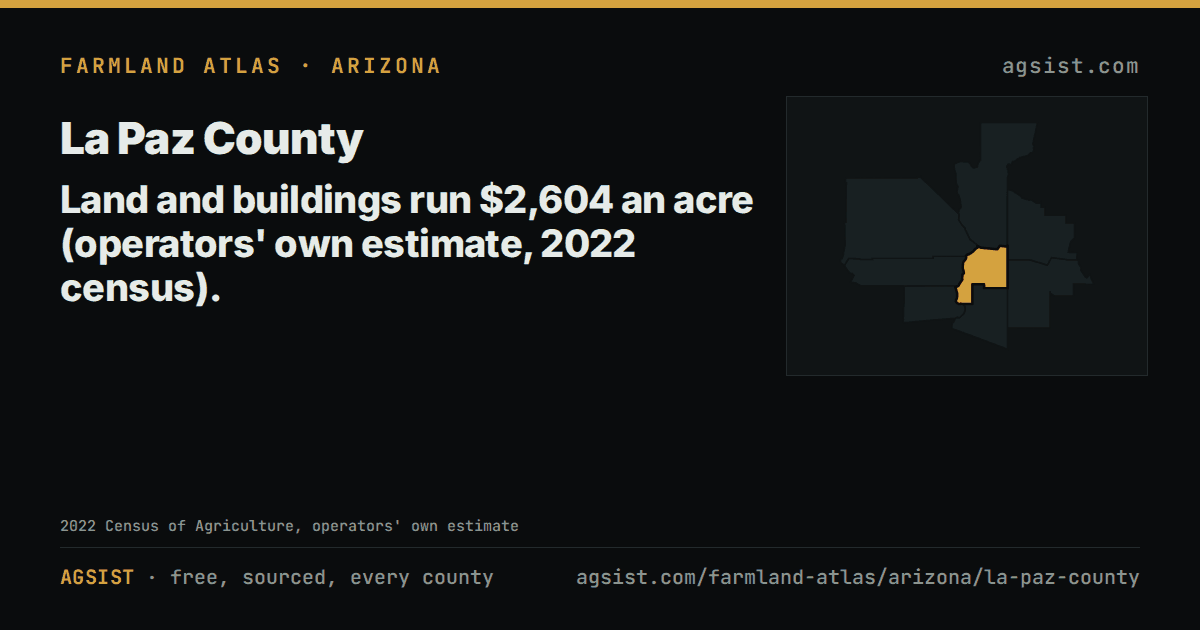 FARMLAND ATLAS · ARIZONA
agsist.com
La Paz County
Land and buildings run $2,604 an acre
(operators' own estimate, 2022
census).
2022 Census of Agriculture, operators' own estimate
AGSIST · free, sourced, every county
agsist.com/farmland-atlas/arizona/la-paz-county